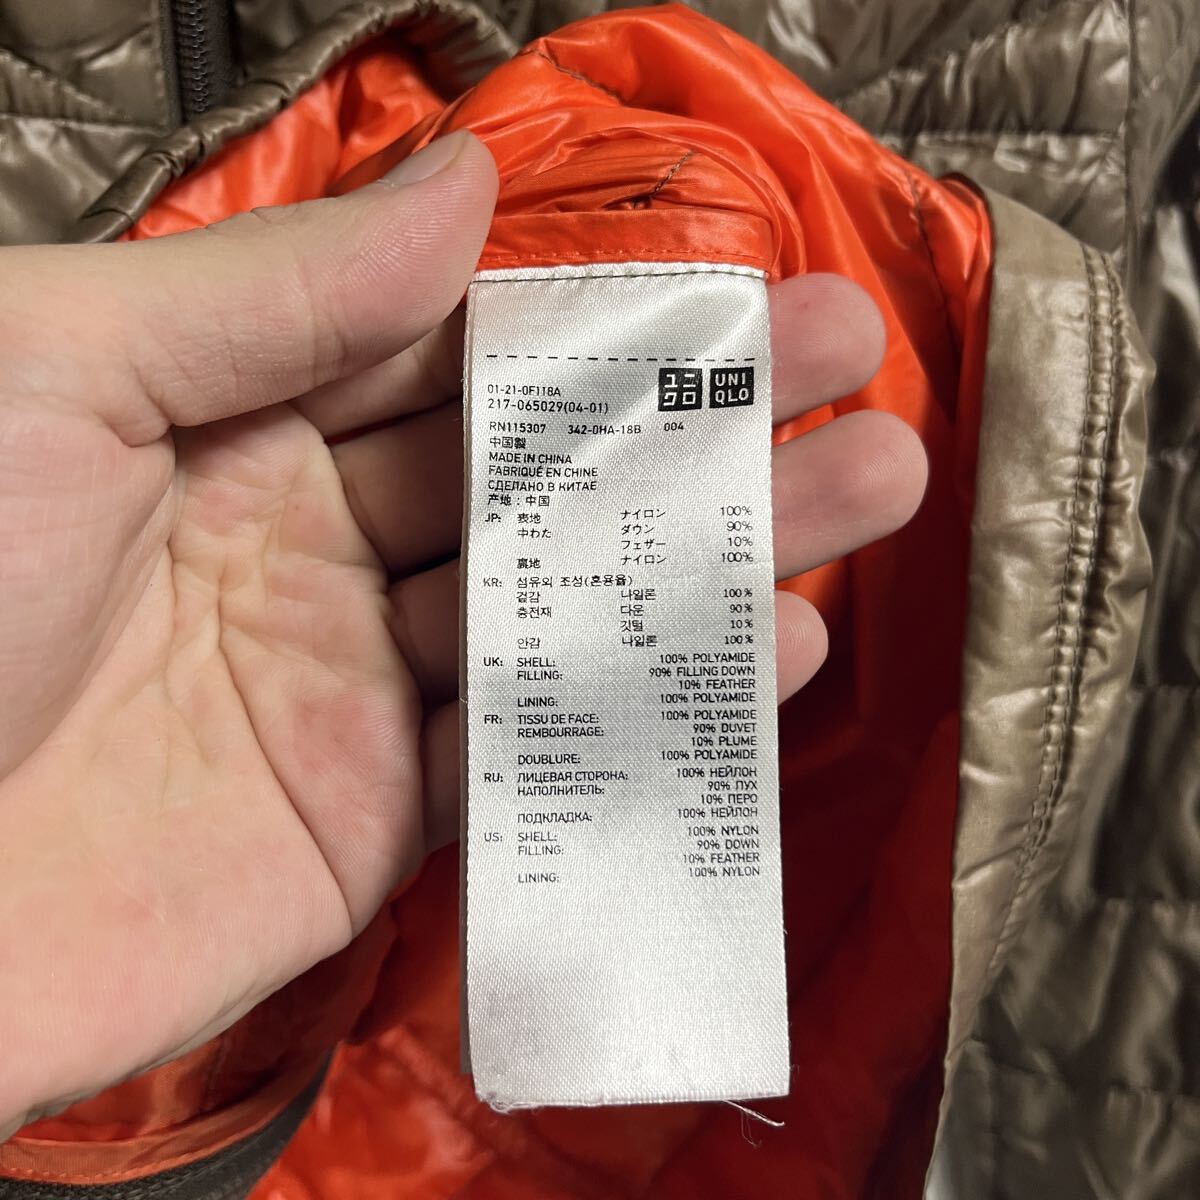 ユニ
クロ
UNI
QLO
01-21-0F118A
217-065029(04-01)
RN115307 342-0HA-18B 004
中国製
MADE IN CHINA
FABRIQUÉ EN CHINE
СДЕЛАНО В КИТАЕ
产地：中国
JP: 表地 ナイロン 100%
中わた ダウン 90%
フェザー 10%
裏地 ナイロン 100%
KR: 섬유의 조성(혼용율)
겉감 나일론 100%
충전재 다운 90%
깃털 10%
안감 나일론 100%
UK: SHELL: 100% POLYAMIDE
FILLING: 90% FILLING DOWN
10% FEATHER
LINING: 100% POLYAMIDE
FR: TISSU DE FACE: 100% POLYAMIDE
REMBOURRAGE: 90% DUVET
10% PLUME
DOUBLURE: 100% POLYAMIDE
RU: ЛИЦЕВАЯ СТОРОНА: 100% НЕЙЛОН
НАПОЛНИТЕЛЬ: 90% ПУХ
10% ПЕРО
ПОДКЛАДКА: 100% НЕЙЛОН
US: SHELL: 100% NYLON
FILLING: 90% DOWN
10% FEATHER
LINING: 100% NYLON